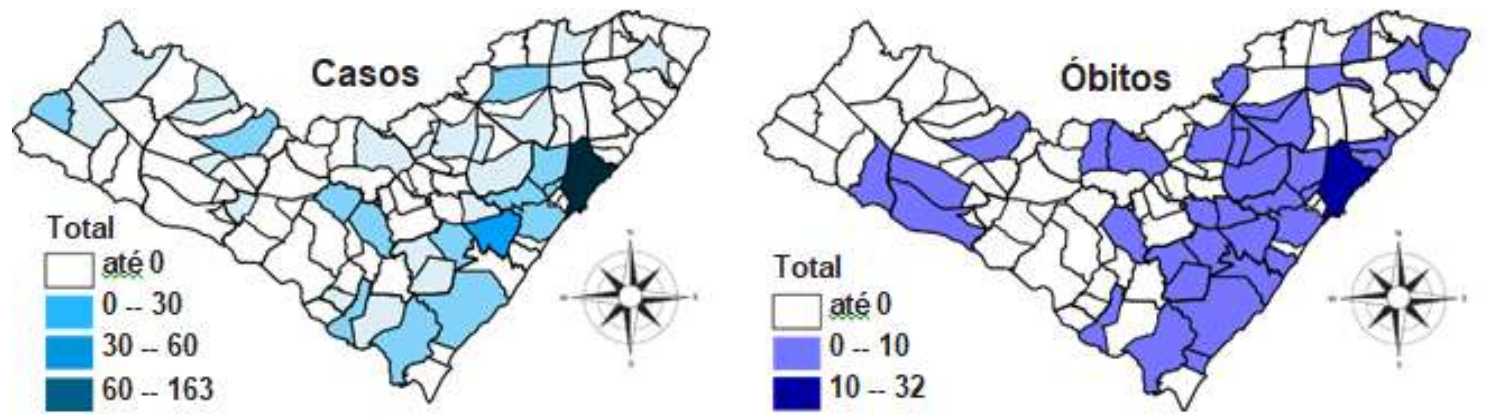 Casos
Total
até 0
0 -- 30
30 -- 60
60 -- 163
Óbitos
Total
até 0
0 -- 10
10 -- 32